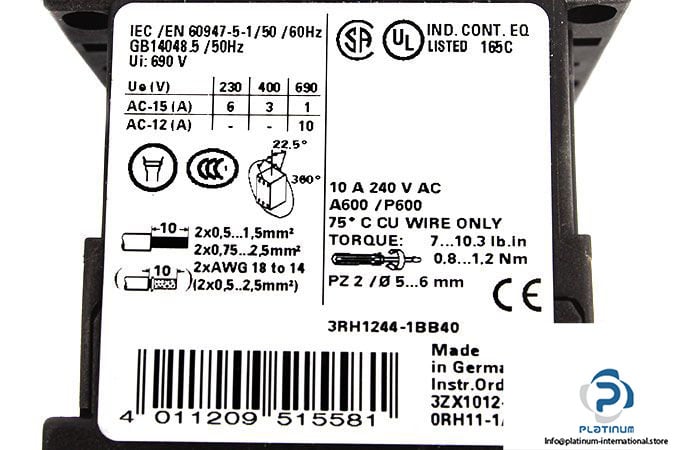 IEC /EN 60947-5-1/50 /60Hz
GB14048.5 /50Hz
Ui: 690 V
Ue (V) 230 400 690
AC-15 (A) 6 3 1
AC-12 (A) - - 10
22.5°
360°
10
2x0,5...1,5mm²
2x0,75...2,5mm²
2xAWG 18 to 14
10
(2x0,5...2,5mm²)
SA
UL
IND. CONT. EQ
LISTED 165C
10 A 240 V AC
A600 /P600
75° C CU WIRE ONLY
TORQUE: 7...10.3 lb.in
0.8...1,2 Nm
PZ 2 / Ø 5...6 mm
CE
3RH1244-1BB40
Made
in Germa
Instr.Ord
3ZX1012-
0RH11-1
4 011209 515581
PLATINUM
Info@platinum-international.store